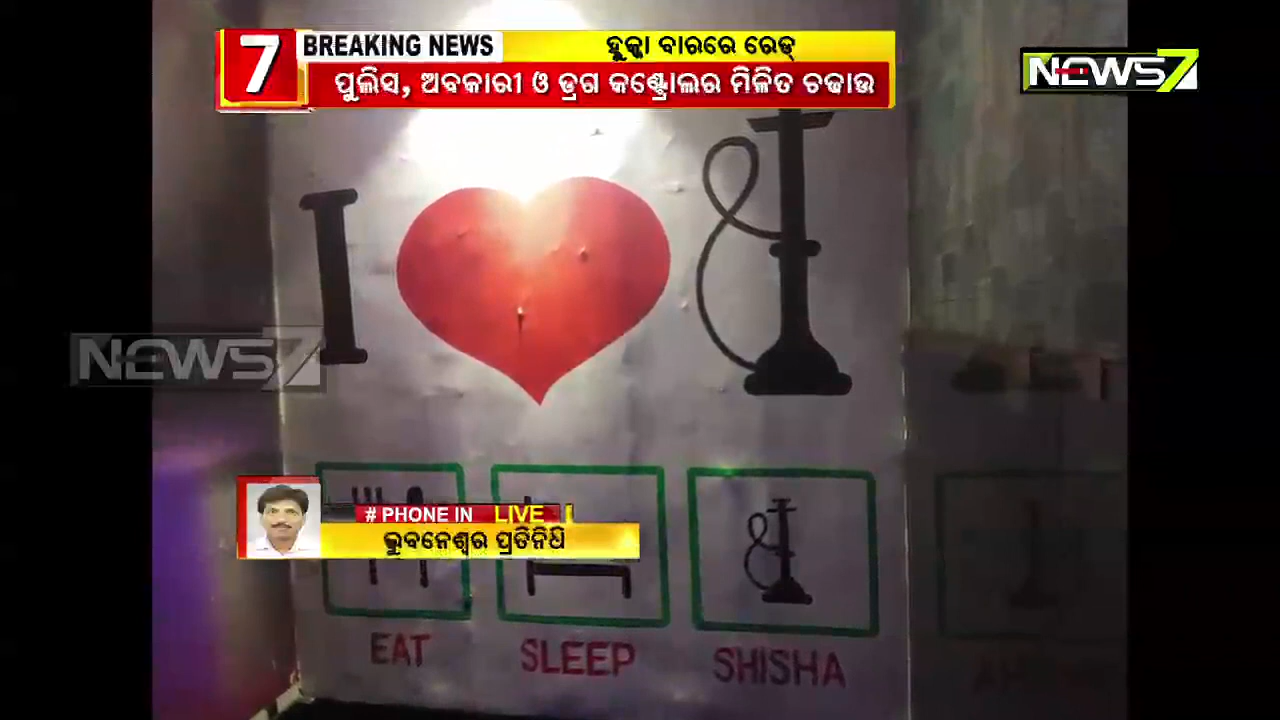 7 BREAKING NEWS ହୁକ୍କା ବାରରେ ରେଡ୍
ପୁଲିସ, ଅବକାରୀ ଓ ଡ୍ରଗ କଣ୍ଟ୍ରୋଲର ମିଳିତ ଚଢାଉ
NEWS7
I
NEWS7
# PHONE IN LIVE
ଭୁବନେଶ୍ୱର ପ୍ରତିନିଧି
EAT SLEEP SHISHA